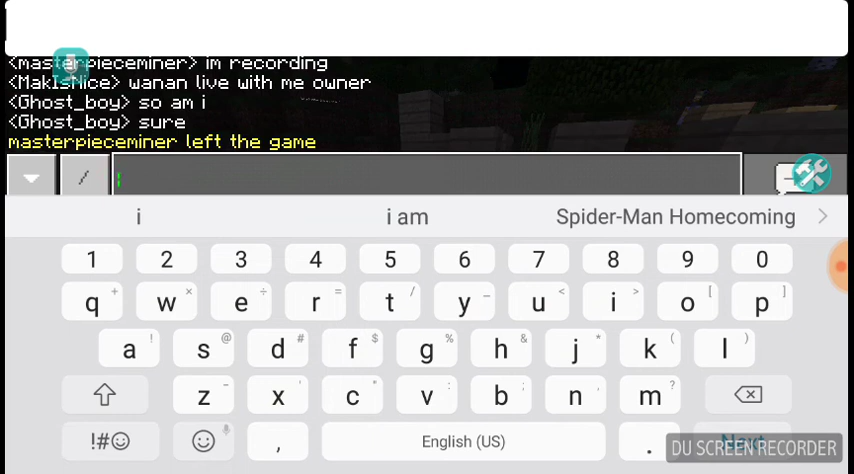 <masterpieceminer> im recording
<MakIsNice> wanan live with me owner
<Ghost_boy> so am i
<Ghost_boy> sure
masterpieceminer left the game
/
i i am Spider-Man Homecoming
1 2 3 4 5 6 7 8 9 0
q + w × e ÷ r = t / y _ u < i > o [ p ]
a ! s @ d # f $ g % h & j * k ( l )
z - x ' c " v : b ; n , m ?
!#☺ , English (US) . Next
DU SCREEN RECORDER